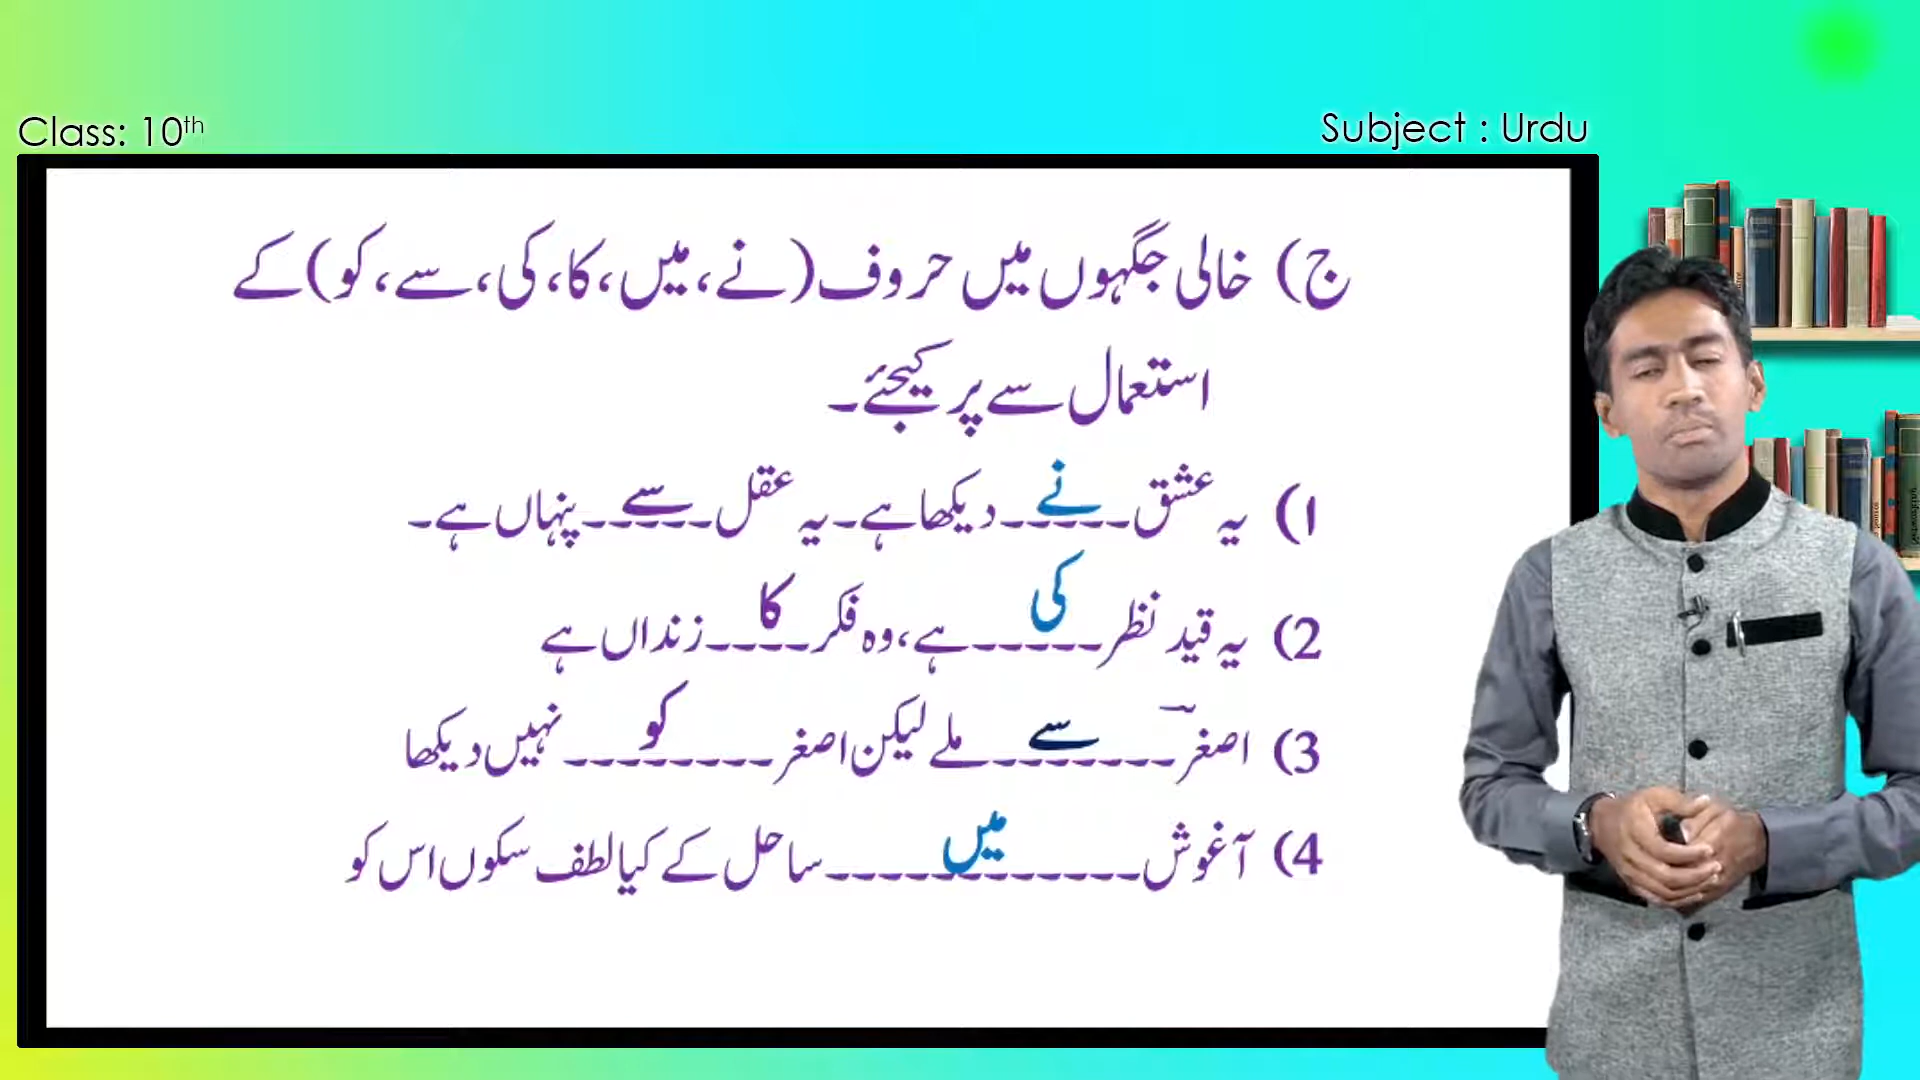 Class: 10th
Subject : Urdu
ج) خالی جگہوں میں حروف (نے، میں، کا، کی، سے، کو) کے
استعمال سے پر کیجئے۔
1) یہ عشق -----نے----- دیکھا ہے۔ یہ عقل -----سے----- پنہاں ہے۔
2) یہ قید نظر -----کی----- ہے، وہ فکر ----کا---- زنداں ہے
3) اصغرؔ -------سے------- ملے لیکن اصغر --------کو-------- نہیں دیکھا
4) آغوش -------میں------- ساحل کے کیا لطف سکوں اس کو